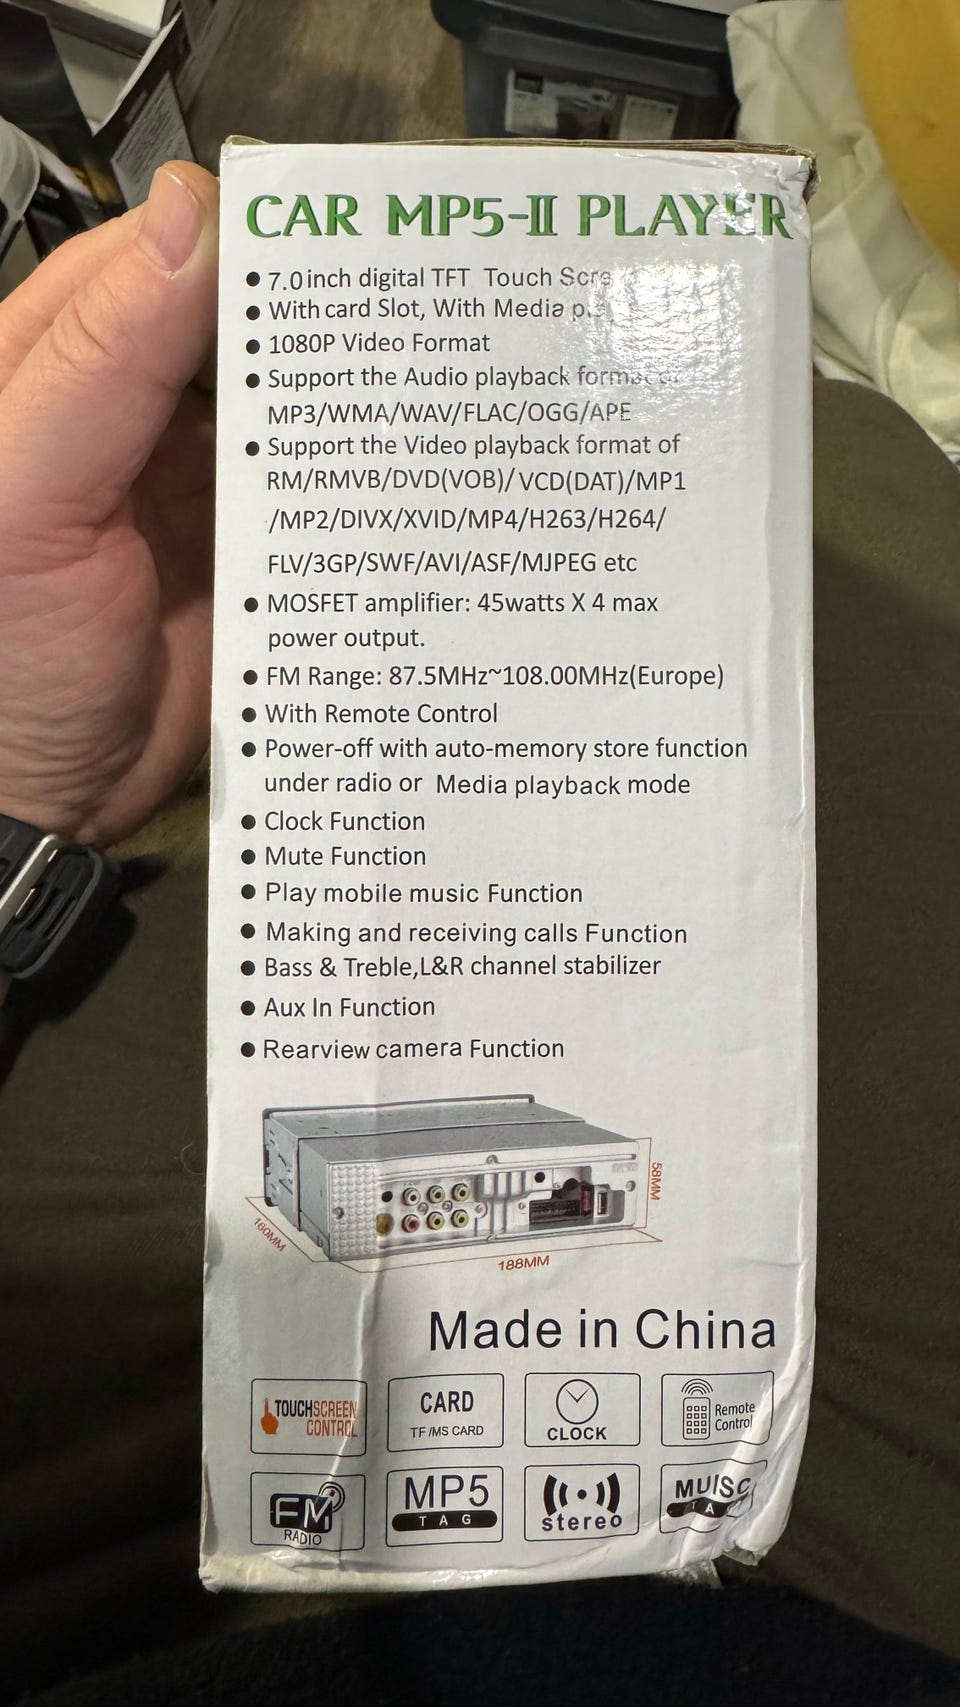 CAR MP5-II PLAYER
● 7.0 inch digital TFT Touch
● With card Slot, With Media
● 1080P Video Format
● Support the Audio playback format
MP3/WMA/WAV/FLAC/OGG/APE
● Support the Video playback format of
RM/RMVB/DVD(VOB)/VCD(DAT)/MP1
/MP2/DIVX/XVID/MP4/H263/H264/
FLV/3GP/SWF/AVI/ASF/MJPEG etc
● MOSFET amplifier: 45watts X 4 max
power output.
● FM Range: 87.5MHz~108.00MHz(Europe)
● With Remote Control
● Power-off with auto-memory store function
under radio or Media playback mode
● Clock Function
● Mute Function
● Play mobile music Function
● Making and receiving calls Function
● Bass & Treble,L&R channel stabilizer
● Aux In Function
● Rearview camera Function
58MM
160MM
188MM
Made in China
TOUCHSCREEN
CONTROL
CARD
TF /MS CARD
CLOCK
Remote
Control
FM
RADIO
MP5
TAG
stereo
MUISC